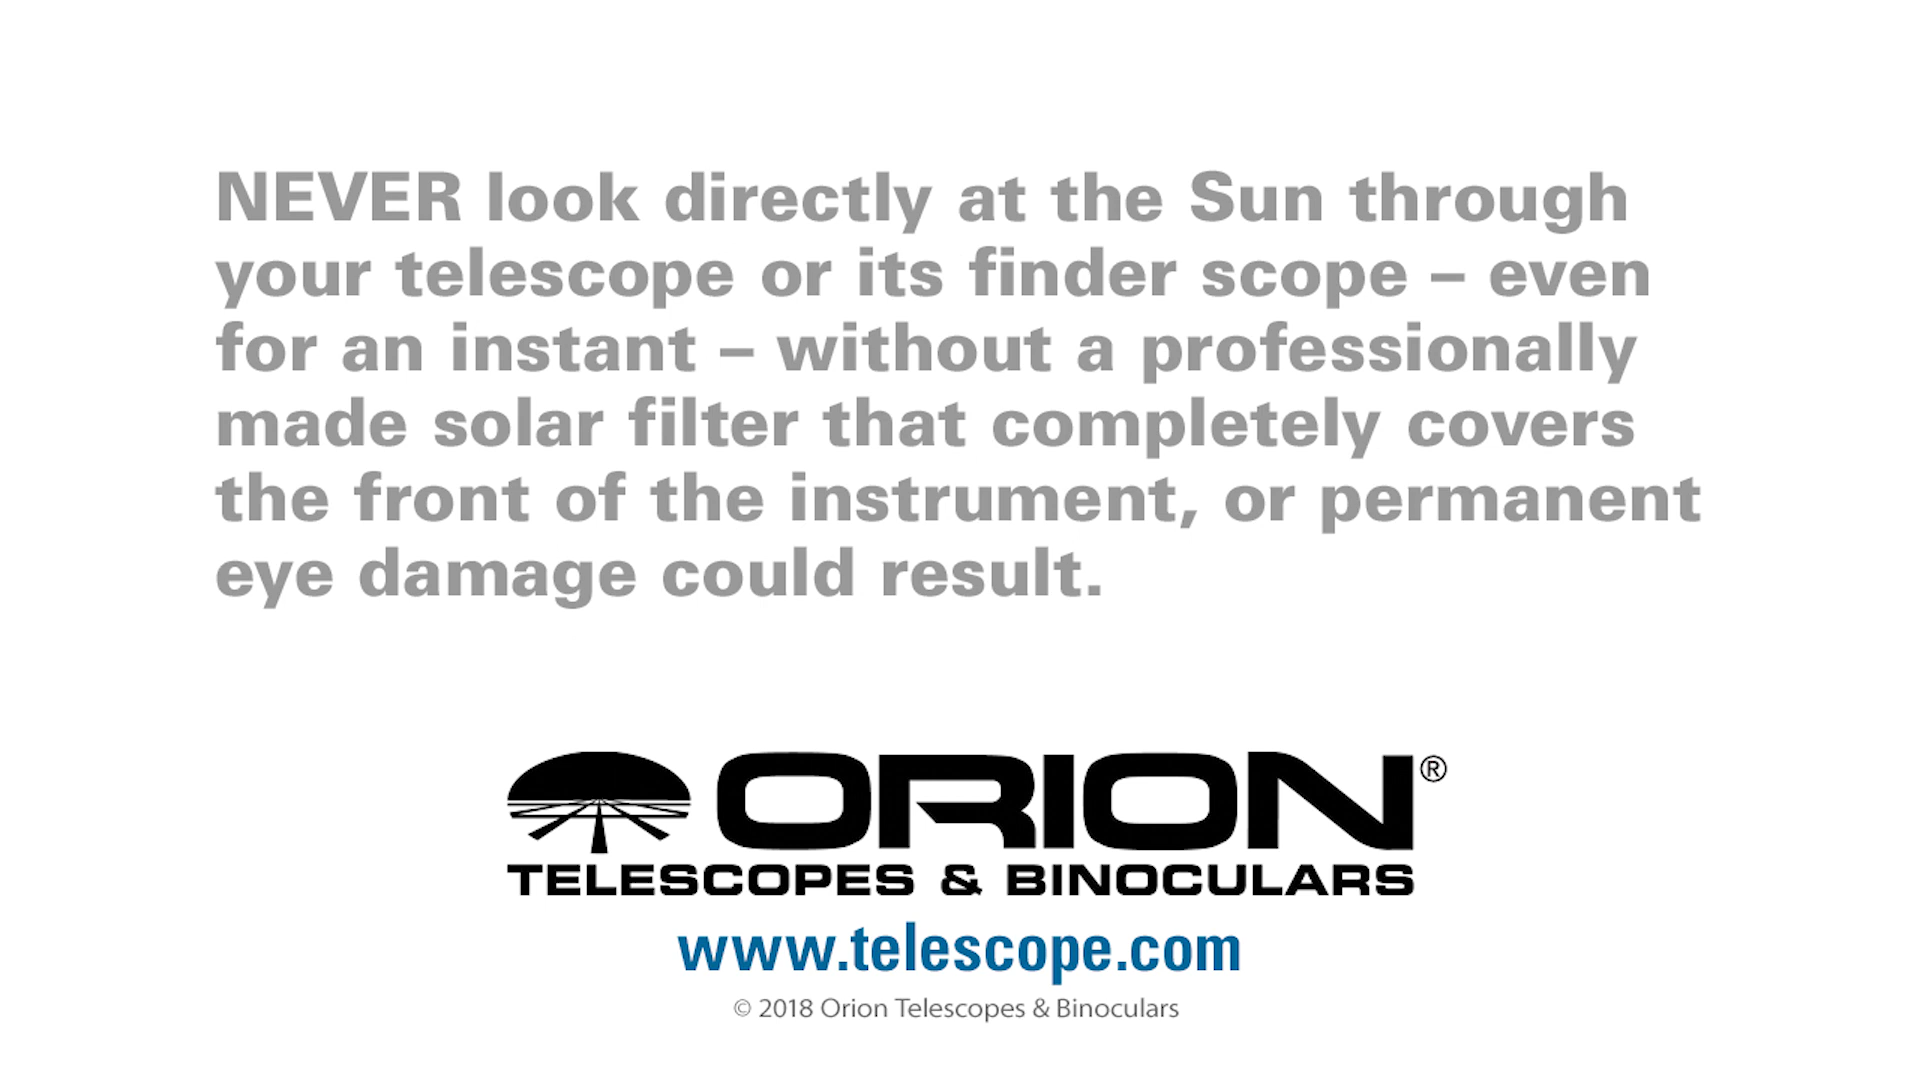 NEVER look directly at the Sun through
your telescope or its finder scope – even
for an instant – without a professionally
made solar filter that completely covers
the front of the instrument, or permanent
eye damage could result.
ORION®
TELESCOPES & BINOCULARS
www.telescope.com
© 2018 Orion Telescopes & Binoculars